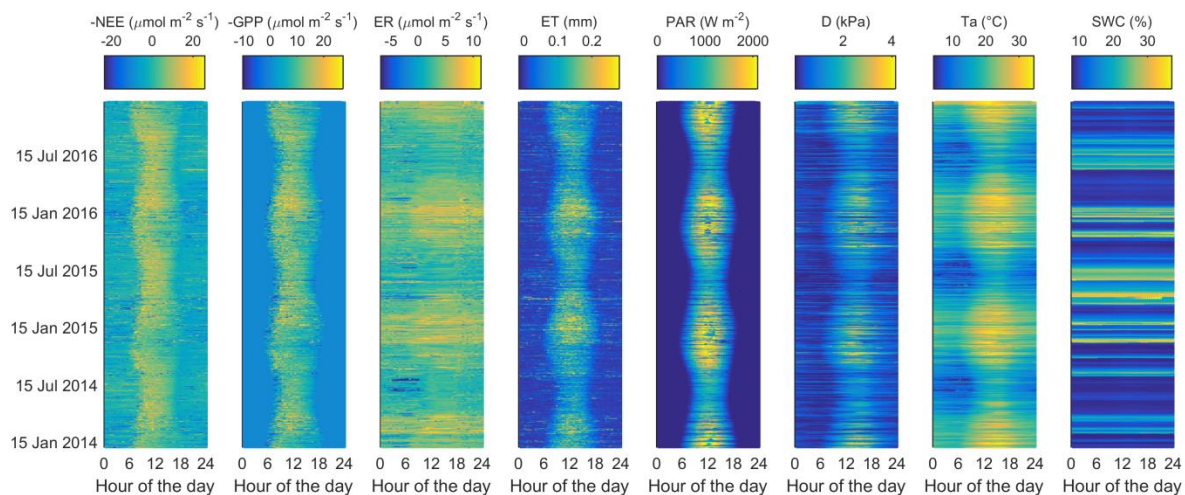 -NEE (μmol m⁻² s⁻¹) -GPP (μmol m⁻² s⁻¹) ER (μmol m⁻² s⁻¹) ET (mm) PAR (W m⁻²) D (kPa) Ta (°C) SWC (%)
-20 0 20 -10 0 10 20 -5 0 5 10 0 0.1 0.2 0 1000 2000 2 4 10 20 30 10 20 30
15 Jul 2016
15 Jan 2016
15 Jul 2015
15 Jan 2015
15 Jul 2014
15 Jan 2014
0 6 12 18 24 0 6 12 18 24 0 6 12 18 24 0 6 12 18 24 0 6 12 18 24 0 6 12 18 24 0 6 12 18 24 0 6 12 18 24
Hour of the day Hour of the day Hour of the day Hour of the day Hour of the day Hour of the day Hour of the day Hour of the day